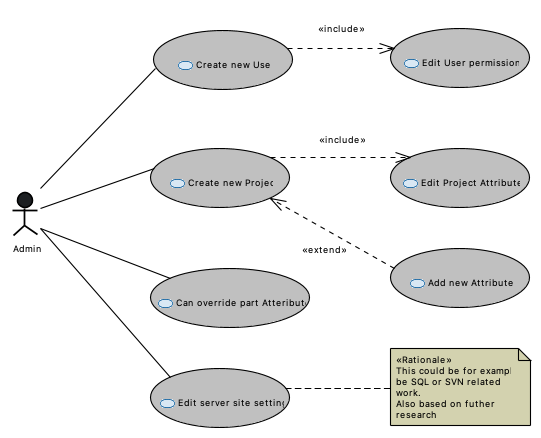 «include»
Create new Use
Edit User permission
«include»
Create new Projec
Edit Project Attribute
Admin
«extend»
Add new Attribute
Can override part Atteribut
«Rationale»
This could be for exampl
be SQL or SVN related
work.
Also based on futher
research
Edit server site setting